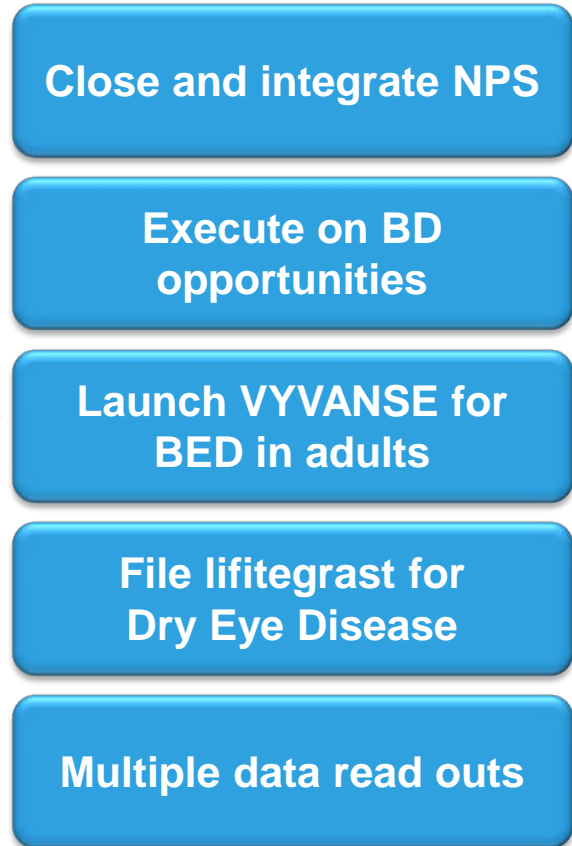 Close and integrate NPS
Execute on BD
opportunities
Launch VYVANSE for
BED in adults
File lifitegrast for
Dry Eye Disease
Multiple data read outs